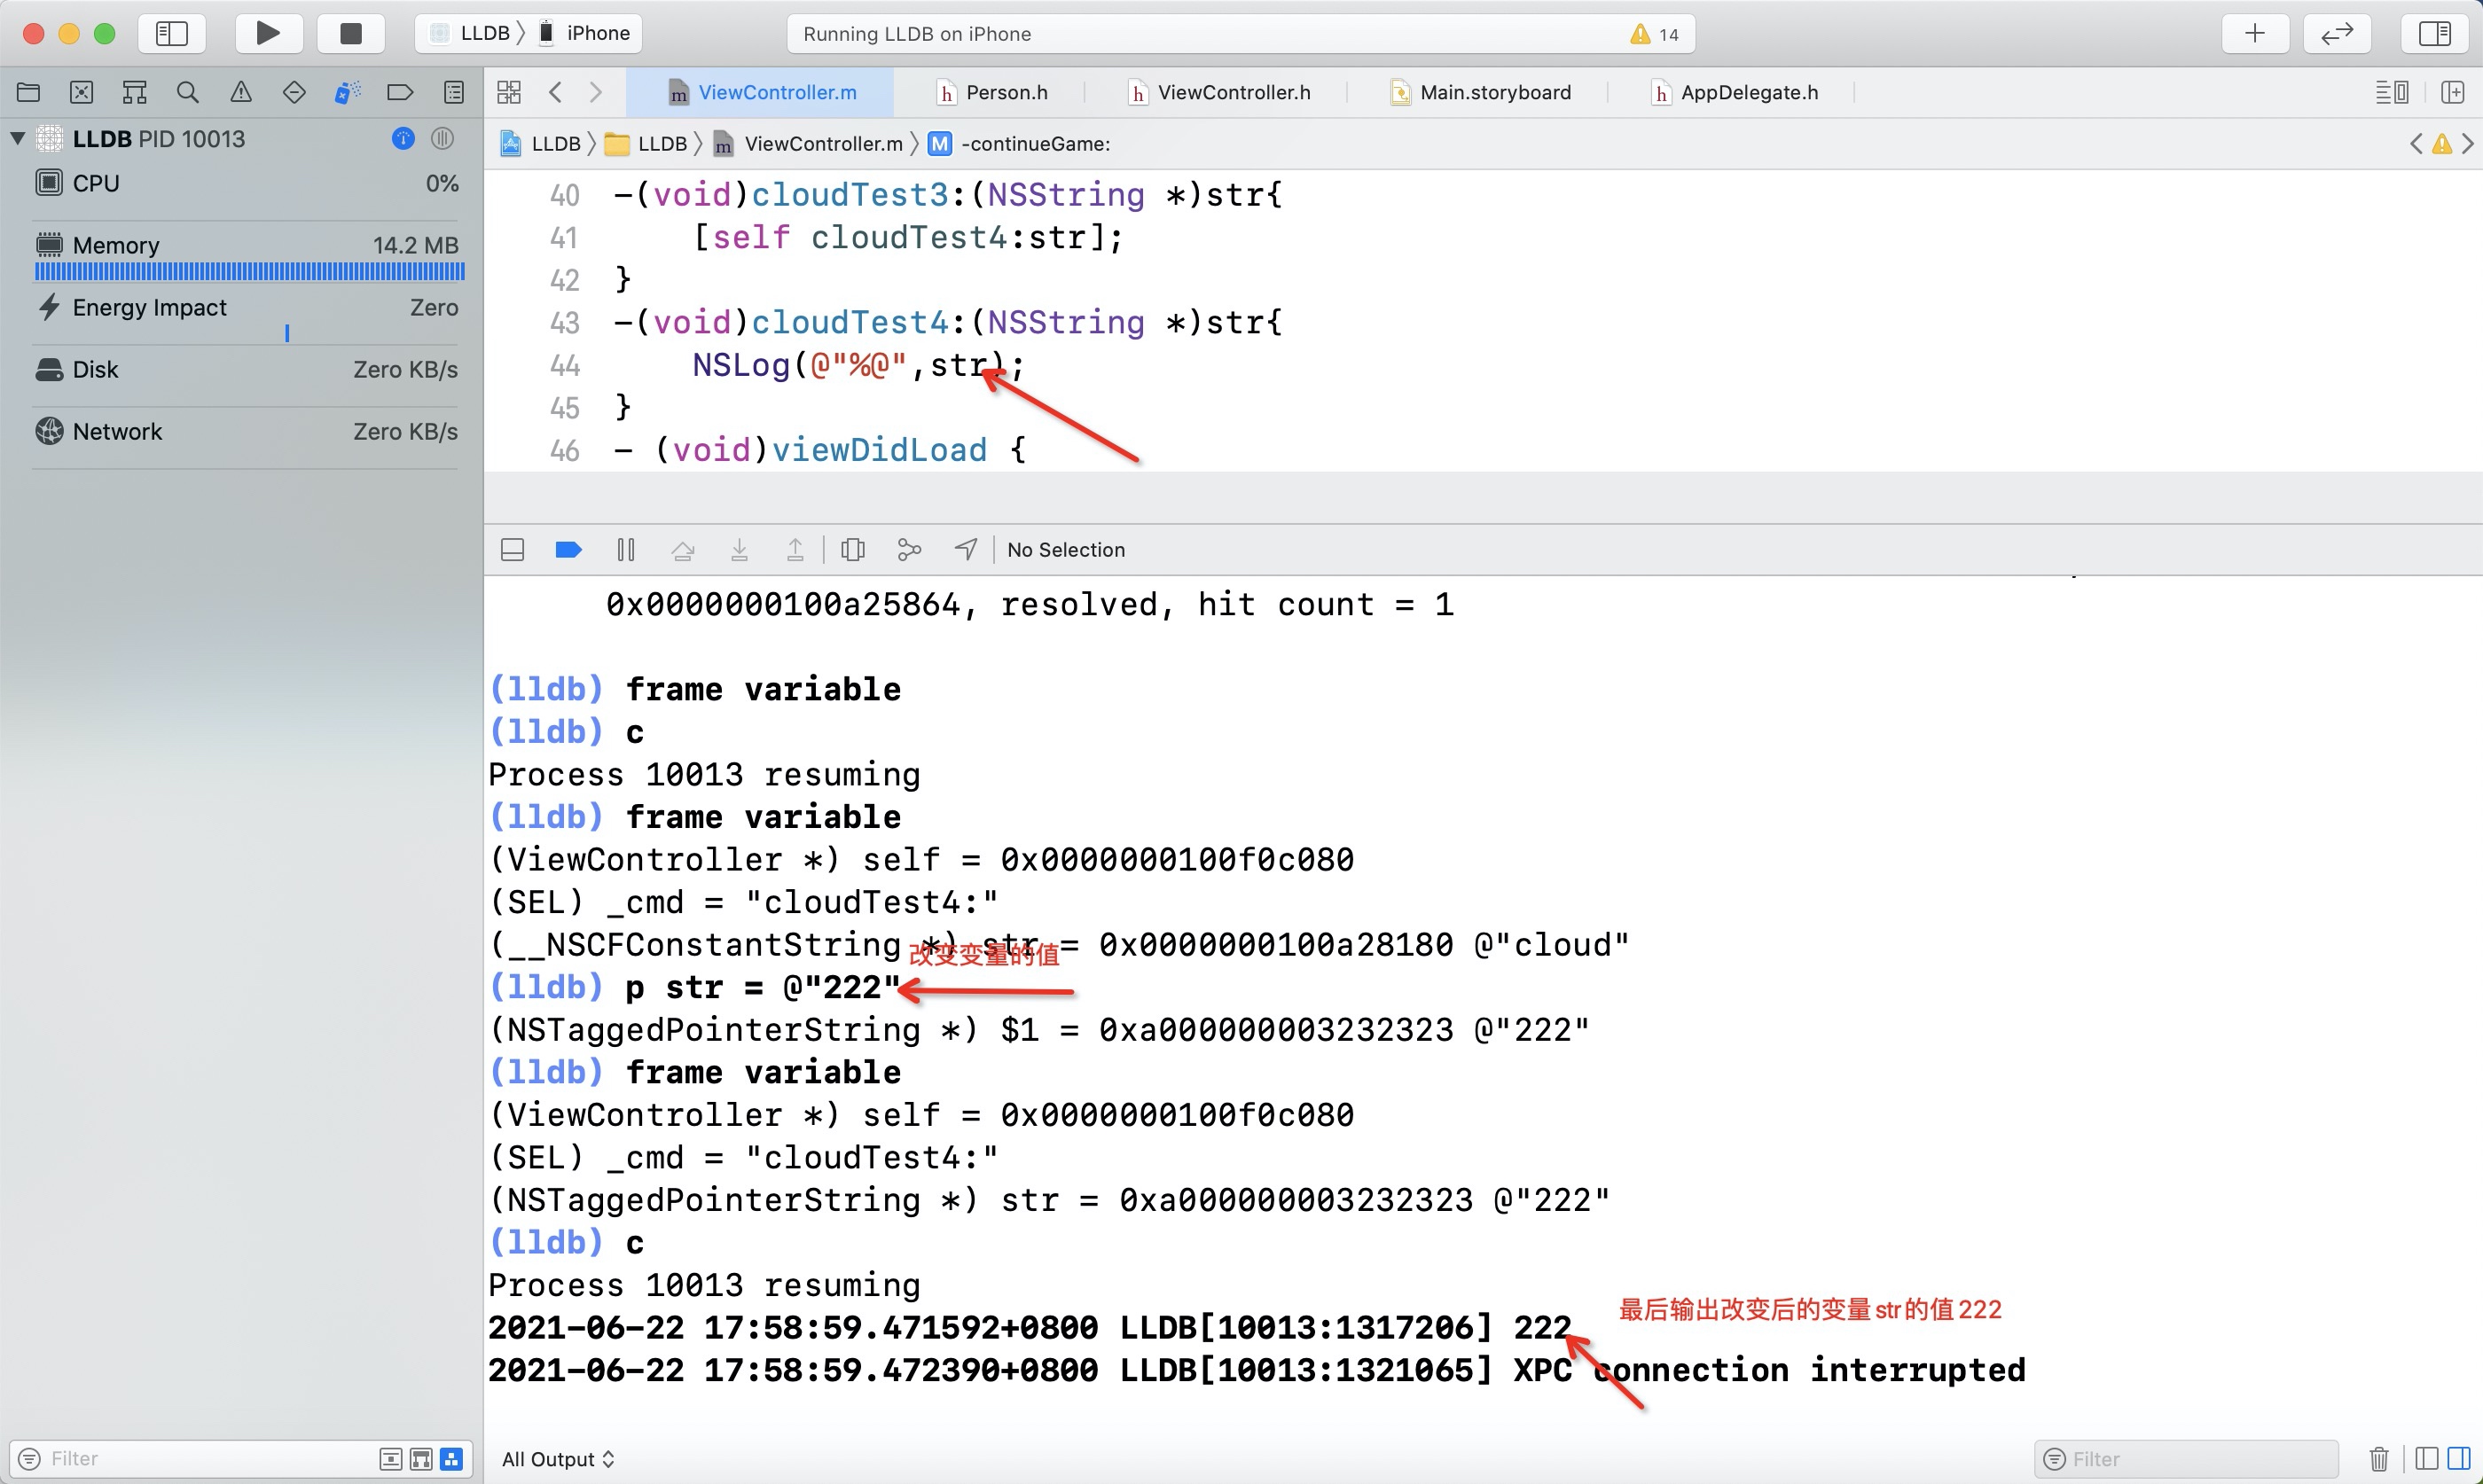 LLDB 〉 iPhone
Running LLDB on iPhone
14
ViewController.m
Person.h
ViewController.h
Main.storyboard
AppDelegate.h
LLDB PID 10013
LLDB 〉 LLDB 〉 ViewController.m 〉 M -continueGame:
CPU 0%
Memory 14.2 MB
Energy Impact Zero
Disk Zero KB/s
Network Zero KB/s
40 -(void)cloudTest3:(NSString *)str{
41 [self cloudTest4:str];
42 }
43 -(void)cloudTest4:(NSString *)str{
44 NSLog(@"%@",str);
45 }
46 - (void)viewDidLoad {
No Selection
0x0000000100a25864, resolved, hit count = 1
(lldb) frame variable
(lldb) c
Process 10013 resuming
(lldb) frame variable
(ViewController *) self = 0x0000000100f0c080
(SEL) _cmd = "cloudTest4:"
(__NSCFConstantString *) str = 0x0000000100a28180 @"cloud"
改变变量的值
(lldb) p str = @"222"
(NSTaggedPointerString *) $1 = 0xa000000003232323 @"222"
(lldb) frame variable
(ViewController *) self = 0x0000000100f0c080
(SEL) _cmd = "cloudTest4:"
(NSTaggedPointerString *) str = 0xa000000003232323 @"222"
(lldb) c
Process 10013 resuming
最后输出改变后的变量str的值222
2021-06-22 17:58:59.471592+0800 LLDB[10013:1317206] 222
2021-06-22 17:58:59.472390+0800 LLDB[10013:1321065] XPC connection interrupted
Filter
All Output
Filter